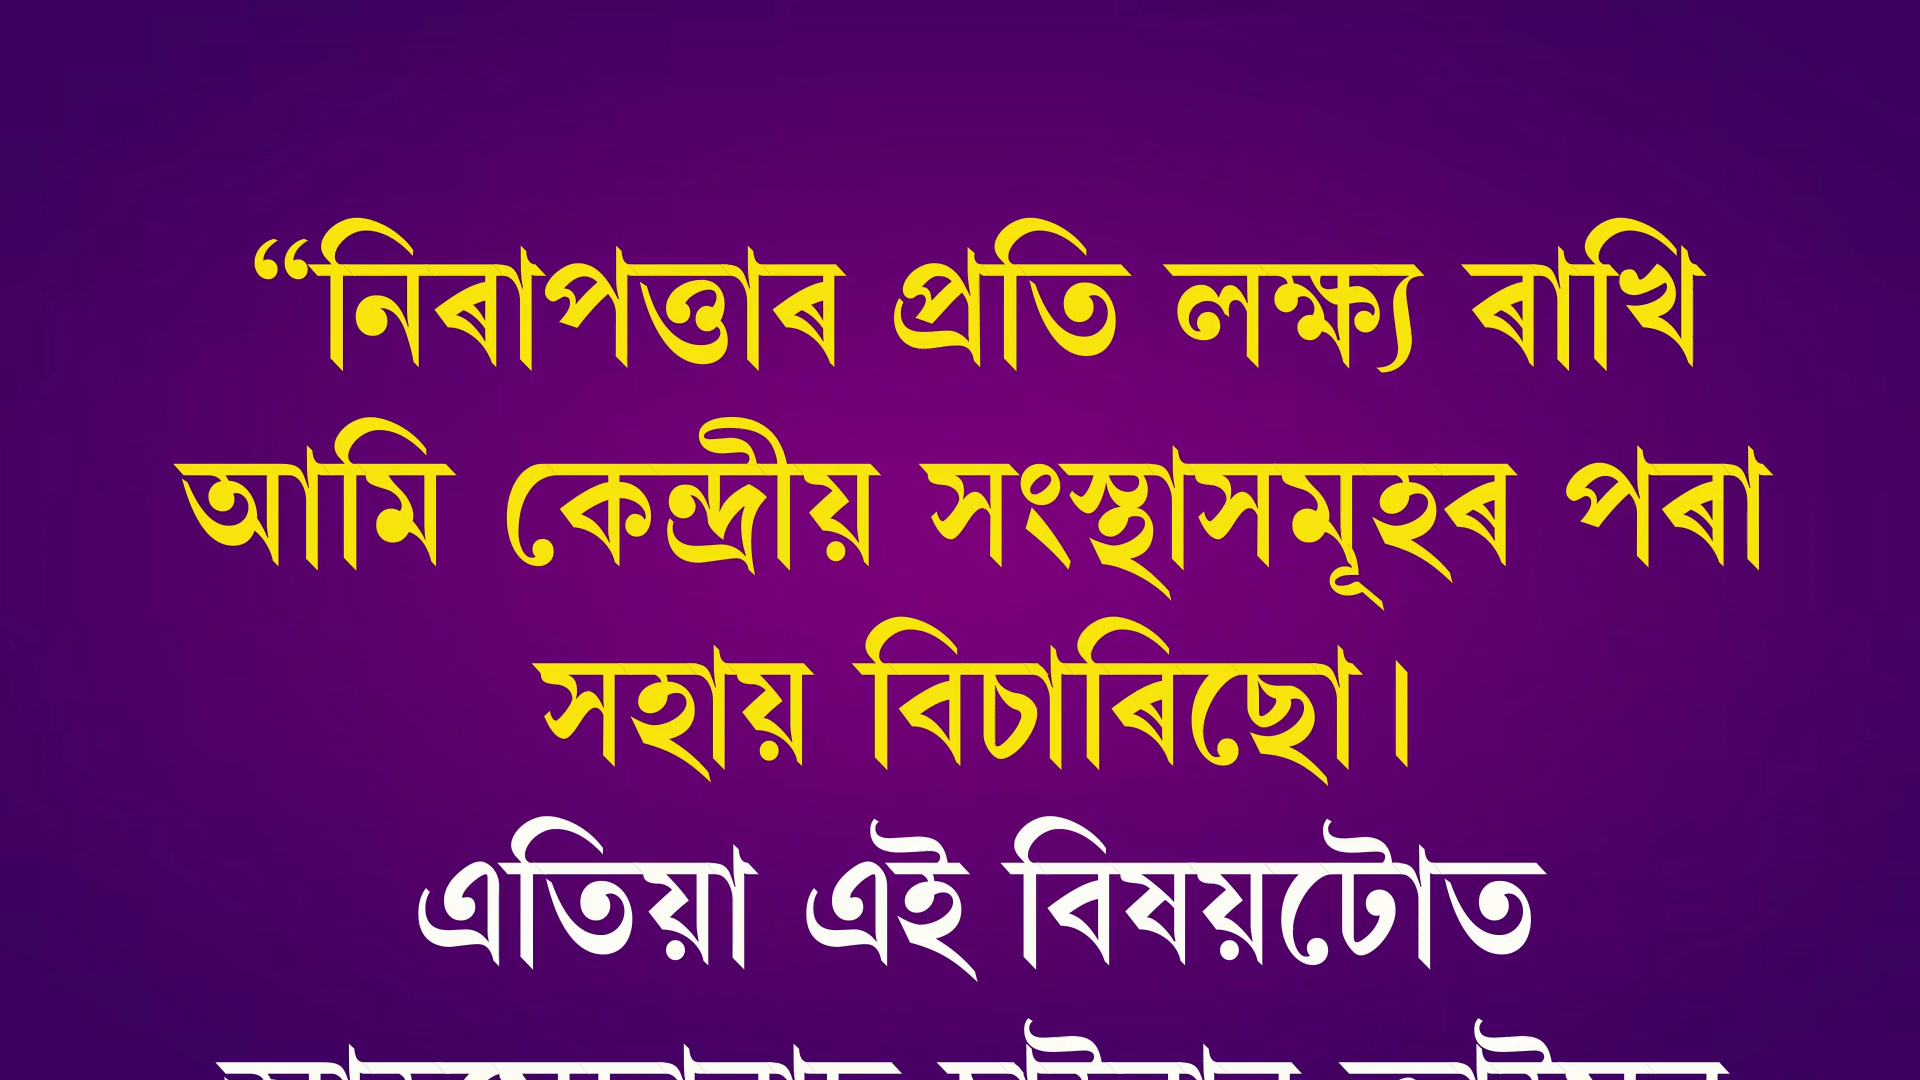 “নিৰাপত্তাৰ প্ৰতি লক্ষ্য ৰাখি
আমি কেন্দ্ৰীয় সংস্থাসমূহৰ পৰা
সহায় বিচাৰিছো।
এতিয়া এই বিষয়টোত